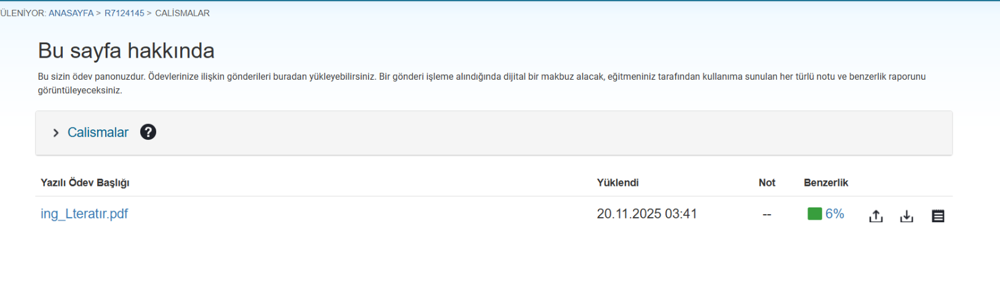 ÜLENİYOR: ANASAYFA > R7124145 > CALİSMALAR
Bu sayfa hakkında
Bu sizin ödev panonuzdur. Ödevlerinize ilişkin gönderileri buradan yükleyebilirsiniz. Bir gönderi işleme alındığında dijital bir makbuz alacak, eğitmeniniz tarafından kullanıma sunulan her türlü notu ve benzerlik raporunu
görüntüleyeceksiniz.
> Calismalar ?
Yazılı Ödev Başlığı Yüklendi Not Benzerlik
ing_Lteratır.pdf 20.11.2025 03:41 -- 6%